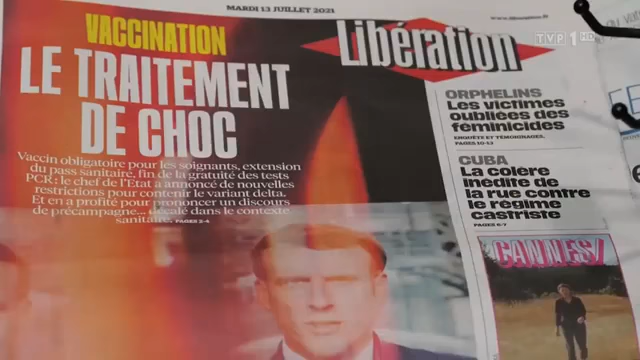 MARDI 13 JUILLET 2021
VACCINATION
LE TRAITEMENT
DE CHOC
Vaccin obligatoire pour les soignants, extension
du pass sanitaire, fin de la gratuité des tests
PCR: le chef de l'Etat a annoncé de nouvelles
restrictions pour contenir le variant delta.
Et en a profité pour prononcer un discours
de précampagne... décalé dans le contexte
sanitaire. PAGES 2-4
Libération
TVP1 HD
ORPHELINS
Les victimes
oubliées des
féminicides
ENQUÊTE ET TÉMOIGNAGES,
PAGES 10-13
CUBA
La colère
inédite de
la rue contre
le régime
castriste
PAGES 6-7
CANNES/